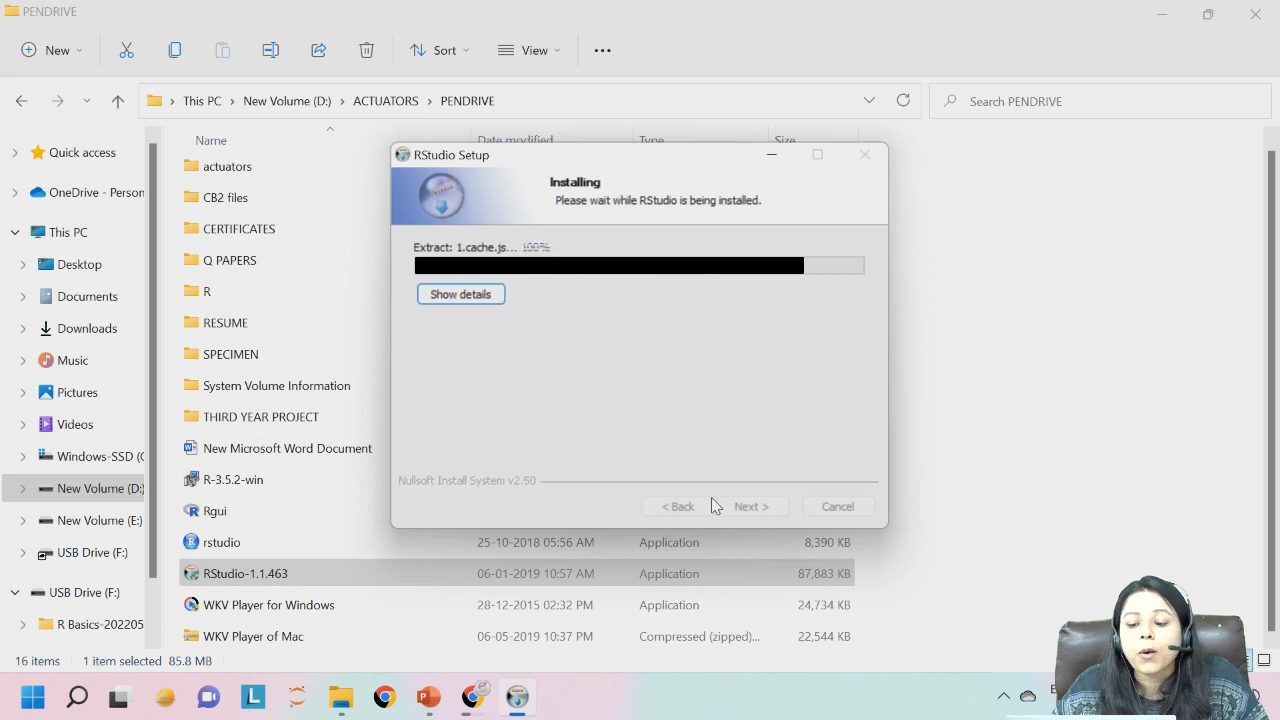 PENDRIVE
New
Sort
View
This PC > New Volume (D:) > ACTUATORS > PENDRIVE
Search PENDRIVE
Name
Date modified
Type
Size
Quick access
OneDrive - Person
This PC
Desktop
Documents
Downloads
Music
Pictures
Videos
Windows-SSD (C
New Volume (D:)
New Volume (E:)
USB Drive (F:)
USB Drive (F:)
R Basics-202205
actuators
CB2 files
CERTIFICATES
Q PAPERS
R
RESUME
SPECIMEN
System Volume Information
THIRD YEAR PROJECT
New Microsoft Word Document
R-3.5.2-win
Rgui
rstudio 25-10-2018 05:56 AM Application 8,390 KB
RStudio-1.1.463 06-01-2019 10:57 AM Application 87,883 KB
WKV Player for Windows 28-12-2015 02:32 PM Application 24,734 KB
WKV Player of Mac 06-05-2019 10:37 PM Compressed (zipped)... 22,544 KB
RStudio Setup
Installing
Please wait while RStudio is being installed.
Extract: 1.cache.js... 100%
Show details
Nullsoft Install System v2.50
< Back
Next >
Cancel
16 items 1 item selected 85.8 MB